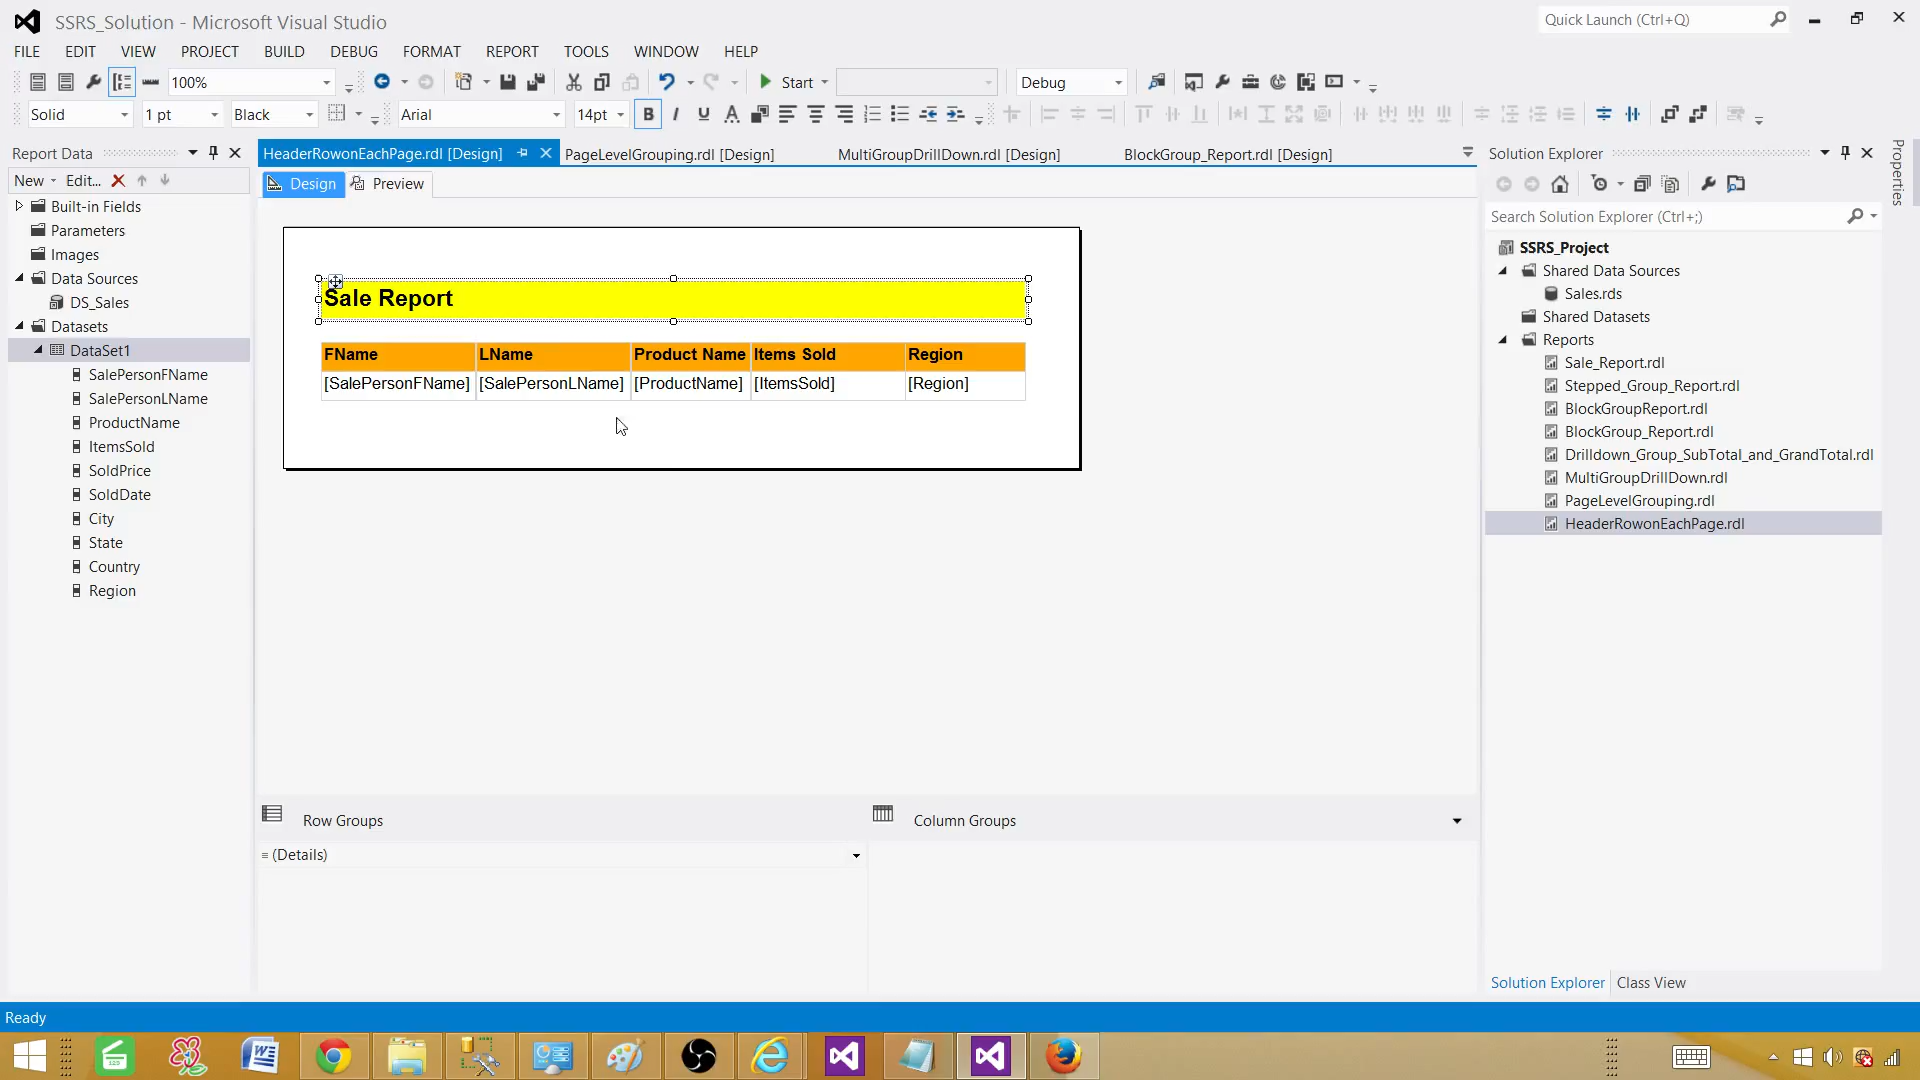 SSRS_Solution - Microsoft Visual Studio
Quick Launch (Ctrl+Q)
FILE EDIT VIEW PROJECT BUILD DEBUG FORMAT REPORT TOOLS WINDOW HELP
100% Start Debug
Solid 1 pt Black Arial 14pt B I U A
Report Data
HeaderRowonEachPage.rdl [Design] PageLevelGrouping.rdl [Design] MultiGroupDrillDown.rdl [Design] BlockGroup_Report.rdl [Design]
Solution Explorer
Properties
New Edit...
Design Preview
Search Solution Explorer (Ctrl+;)
Built-in Fields
Parameters
Images
Data Sources
DS_Sales
Datasets
DataSet1
SalePersonFName
SalePersonLName
ProductName
ItemsSold
SoldPrice
SoldDate
City
State
Country
Region
Sale Report
FName LName Product Name Items Sold Region
[SalePersonFName] [SalePersonLName] [ProductName] [ItemsSold] [Region]
Row Groups
(Details)
Column Groups
SSRS_Project
Shared Data Sources
Sales.rds
Shared Datasets
Reports
Sale_Report.rdl
Stepped_Group_Report.rdl
BlockGroupReport.rdl
BlockGroup_Report.rdl
Drilldown_Group_SubTotal_and_GrandTotal.rdl
MultiGroupDrillDown.rdl
PageLevelGrouping.rdl
HeaderRowonEachPage.rdl
Solution Explorer Class View
Ready